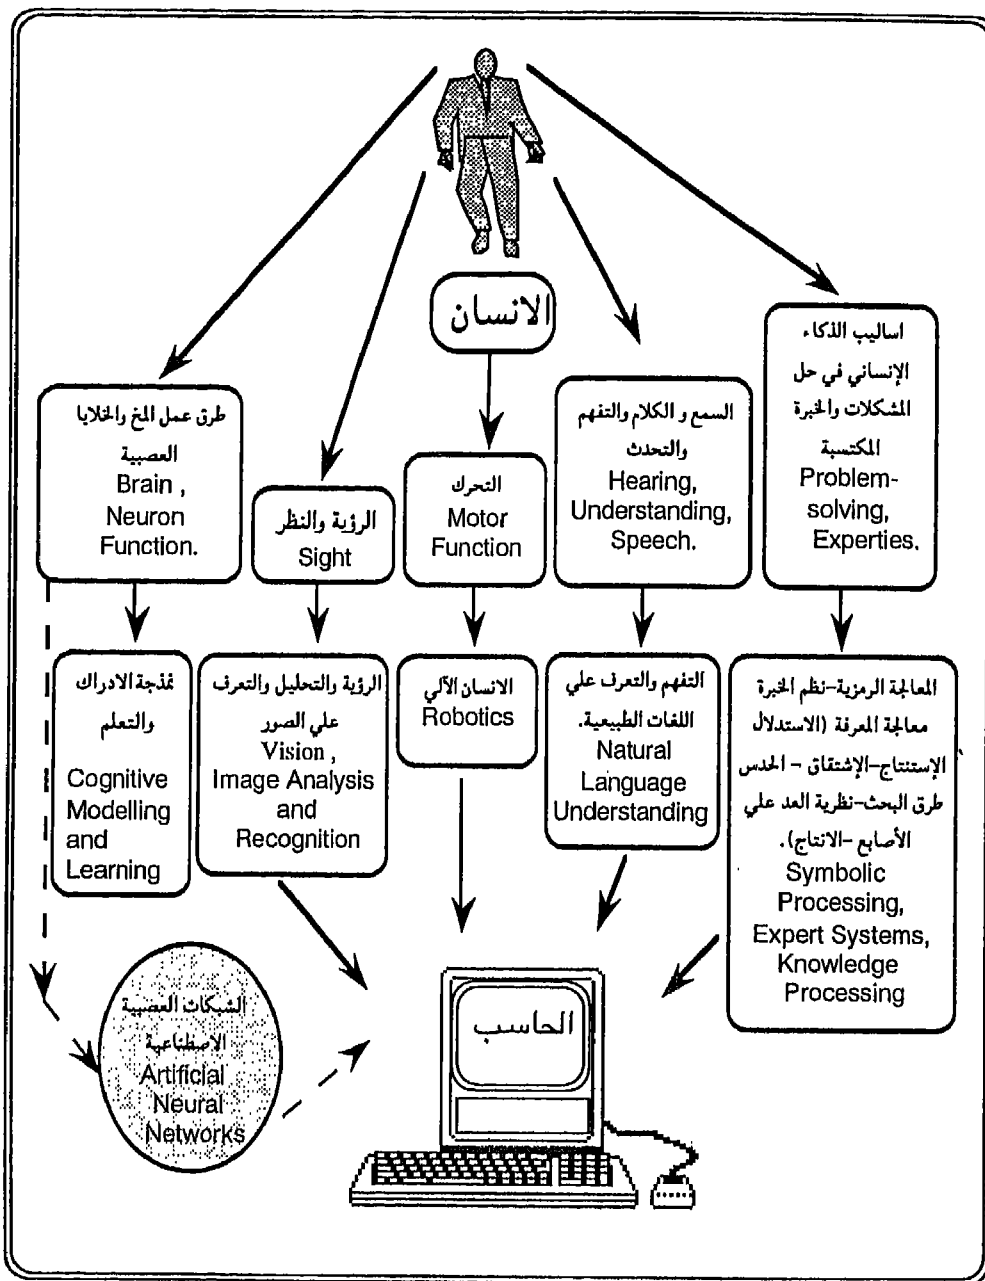 الانسان
اساليب الذكاء
الإنساني في حل
المشكلات والخبرة
المكتسبة
Problem-
solving,
Experties.
السمع و الكلام والتفهم
والتحدث
Hearing,
Understanding,
Speech.
التحرك
Motor
Function
الرؤية والنظر
Sight
طرق عمل المخ والخلايا
العصبية
Brain ,
Neuron
Function.
المعالجة الرمزية-نظم الخبرة
معالجة المعرفة (الاستدلال
الإستنتاج-الإشتقاق - الحدس
طرق البحث-نظرية العد علي
الأصابع -الانتاج).
Symbolic
Processing,
Expert Systems,
Knowledge
Processing
التفهم والتعرف علي
اللغات الطبيعية.
Natural
Language
Understanding
الانسان الآلي
Robotics
الرؤية والتحليل والتعرف
علي الصور
Vision ,
Image Analysis
and
Recognition
نمذجة الادراك
والتعلم
Cognitive
Modelling
and
Learning
الشبكات العصبية
الاصطناعية
Artificial
Neural
Networks
الحاسب